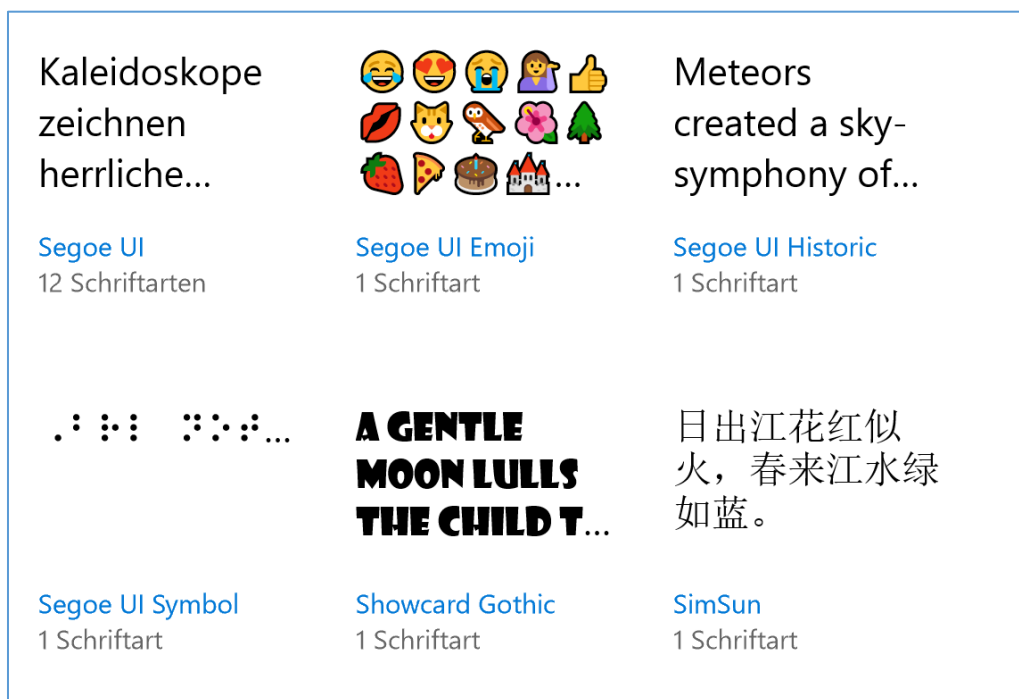 Kaleidoskope
zeichnen
herrliche...
Segoe UI
12 Schriftarten
😂😍😭💁👍
💋🐱🦉🌺🌲
🍓🍕🎂🏰...
Segoe UI Emoji
1 Schriftart
Meteors
created a sky-
symphony of...
Segoe UI Historic
1 Schriftart
⠠⠃⠗⠇ ⠝⠕⠞...
Segoe UI Symbol
1 Schriftart
A GENTLE
MOON LULLS
THE CHILD T...
Showcard Gothic
1 Schriftart
日出江花红似
火，春来江水绿
如蓝。
SimSun
1 Schriftart